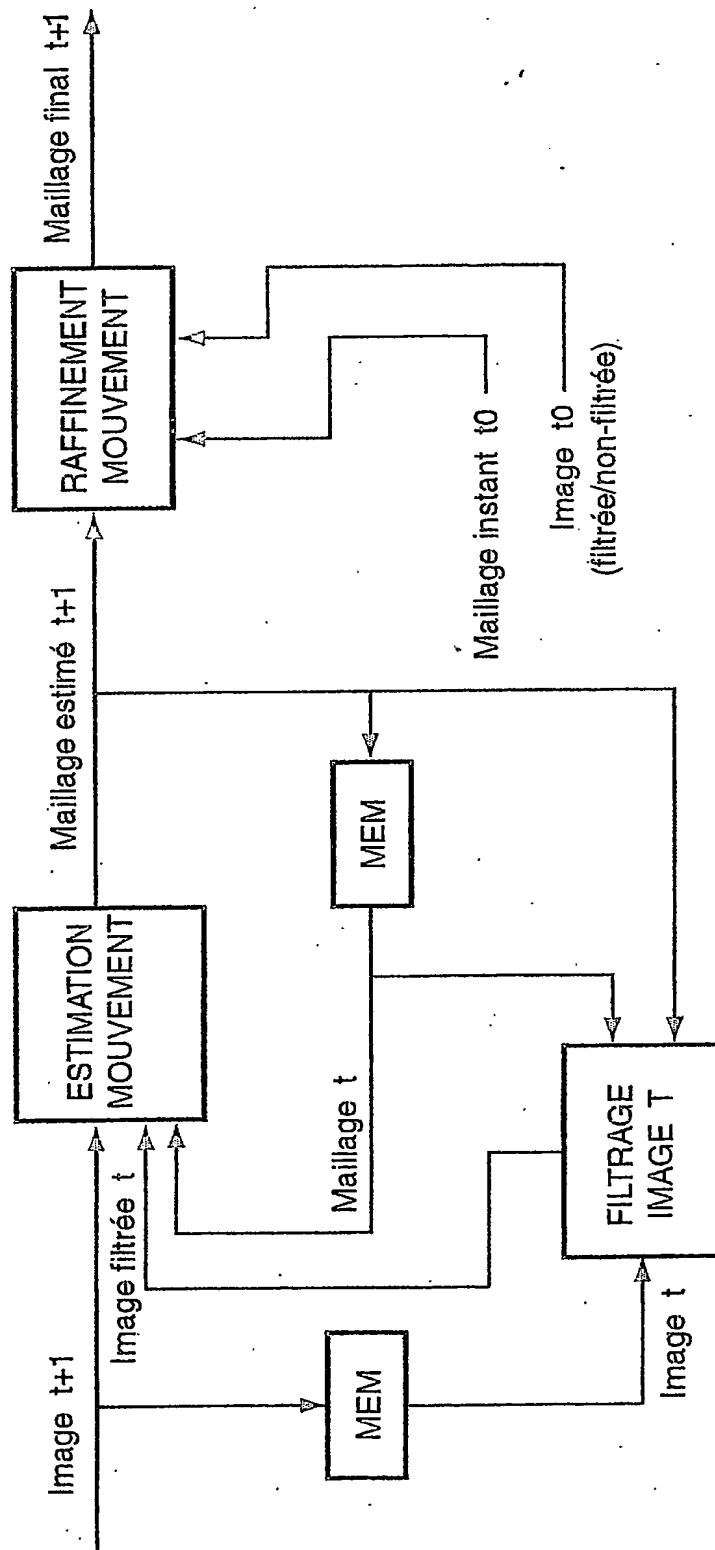 Image t+1
ESTIMATION
MOUVEMENT
Maillage estimé t+1
RAFFINEMENT
MOUVEMENT
Maillage final t+1
Image filtrée t
MEM
Maillage t
MEM
Maillage instant t0
Image t0
(filtrée/non-filtrée)
Image t
FILTRAGE
IMAGE T